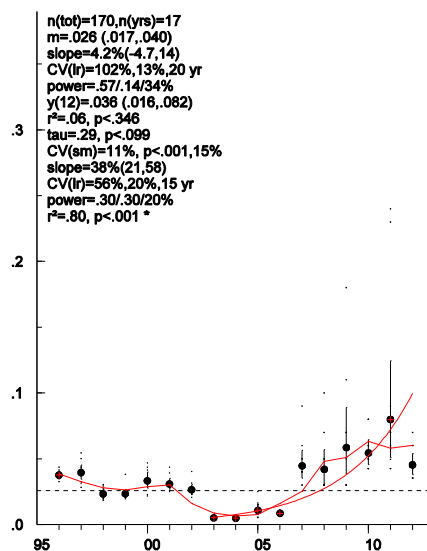 n(tot)=170,n(yrs)=17
m=.026 (.017,.040)
slope=4.2%(-4.7,14)
CV(lr)=102%,13%,20 yr
power=.57/.14/34%
y(12)=.036 (.016,.082)
r²=.06, p<.346
tau=.29, p<.099
CV(sm)=11%, p<.001,15%
slope=38%(21,58)
CV(lr)=56%,20%,15 yr
power=.30/.30/20%
r²=.80, p<.001 *
.3
.2
.1
.0
95 00 05 10